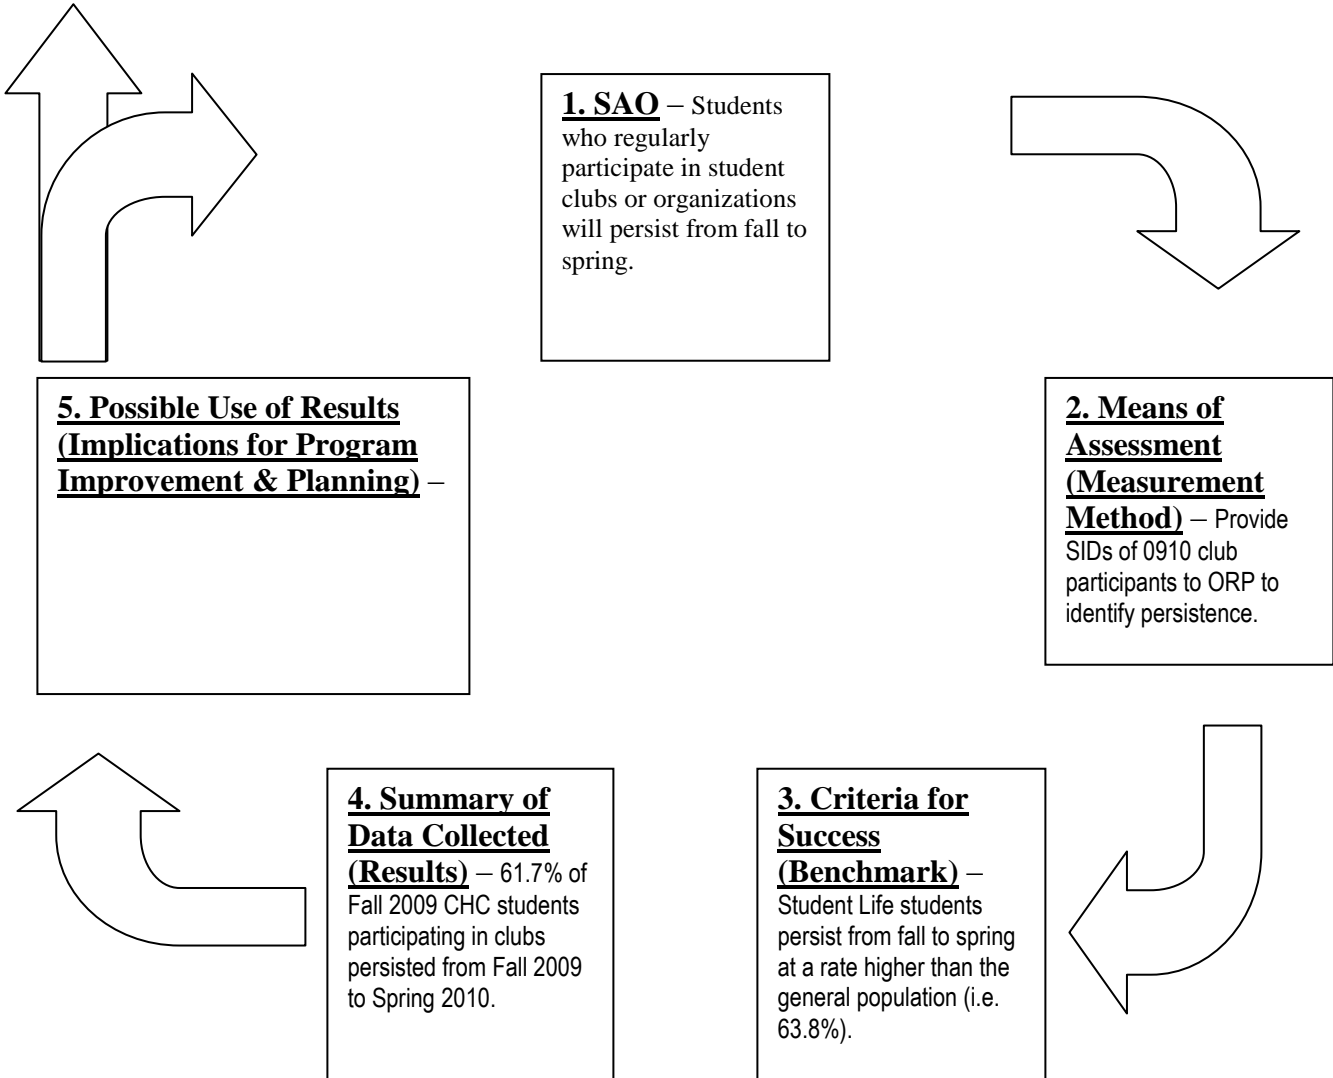 1. SAO – Students
who regularly
participate in student
clubs or organizations
will persist from fall to
spring.
2. Means of
Assessment
(Measurement
Method) – Provide
SIDs of 0910 club
participants to ORP to
identify persistence.
3. Criteria for
Success
(Benchmark) –
Student Life students
persist from fall to spring
at a rate higher than the
general population (i.e.
63.8%).
4. Summary of
Data Collected
(Results) – 61.7% of
Fall 2009 CHC students
participating in clubs
persisted from Fall 2009
to Spring 2010.
5. Possible Use of Results
(Implications for Program
Improvement & Planning) –